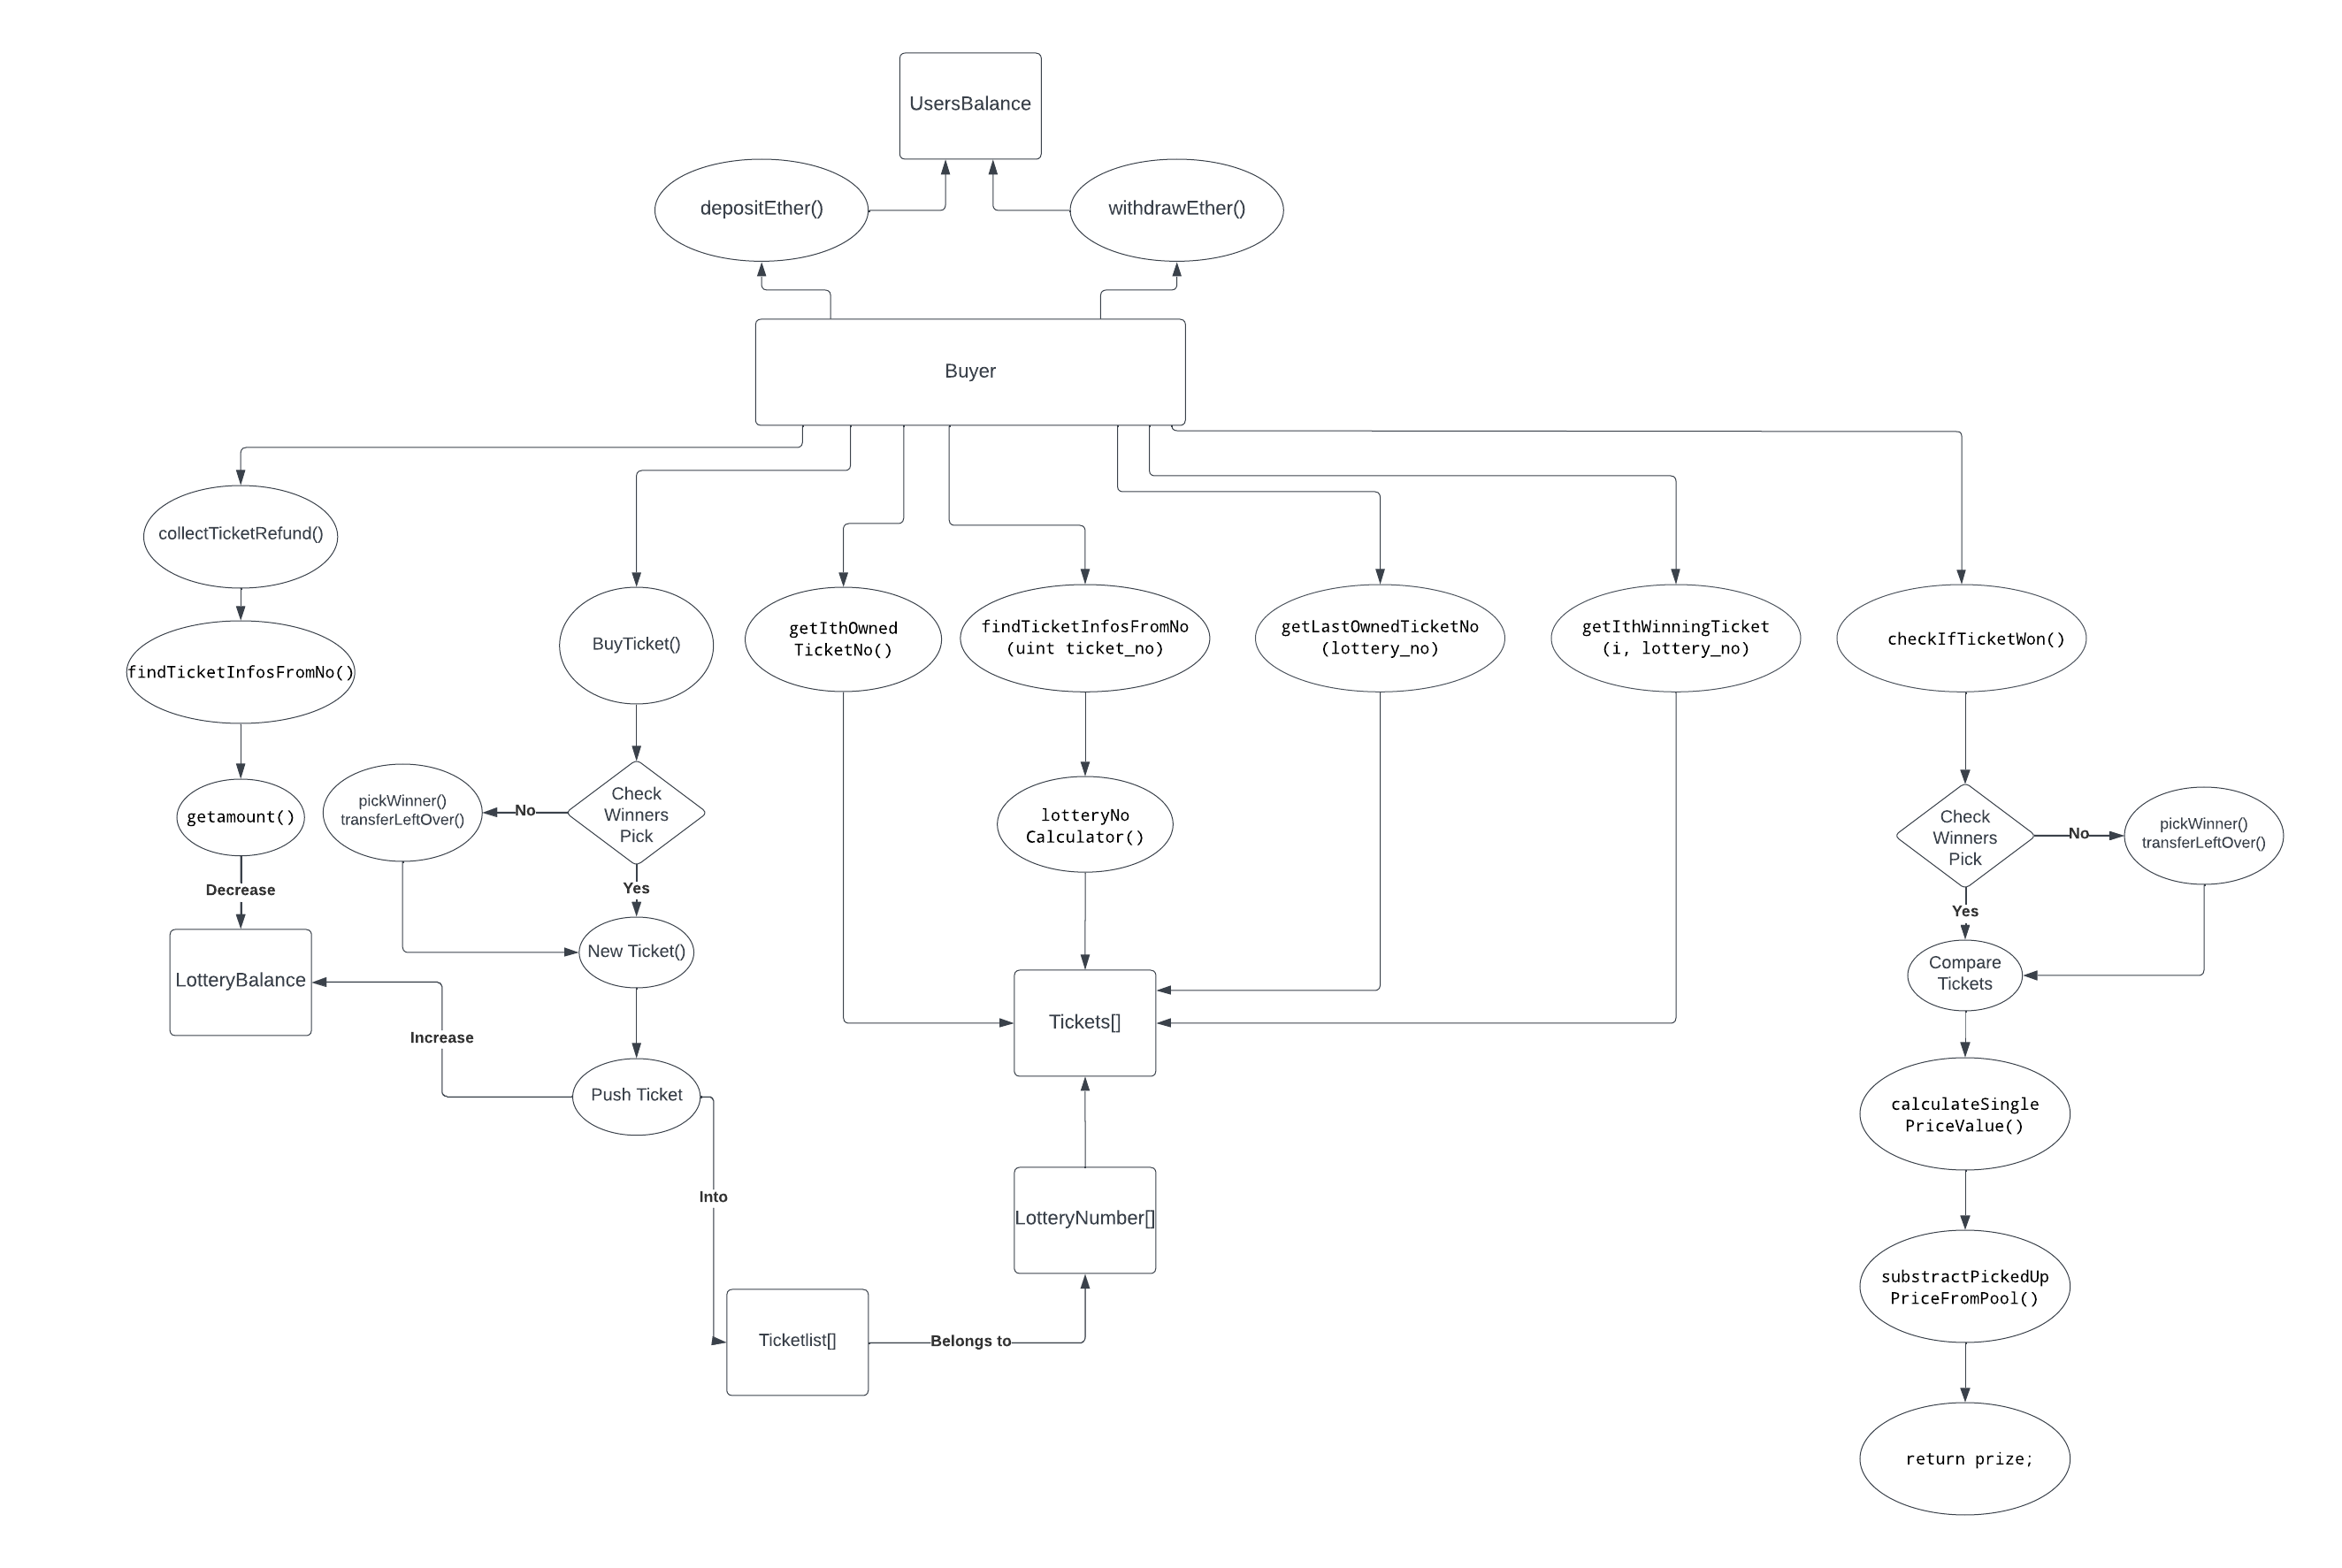 UsersBalance
depositEther()
withdrawEther()
Buyer
collectTicketRefund()
findTicketInfosFromNo()
getamount()
Decrease
LotteryBalance
Increase
BuyTicket()
Check
Winners
Pick
No
pickWinner()
transferLeftOver()
Yes
New Ticket()
Push Ticket
Into
Ticketlist[]
Belongs to
LotteryNumber[]
Tickets[]
getIthOwned
TicketNo()
findTicketInfosFromNo
(uint ticket_no)
lotteryNo
Calculator()
getLastOwnedTicketNo
(lottery_no)
getIthWinningTicket
(i, lottery_no)
checkIfTicketWon()
Check
Winners
Pick
No
pickWinner()
transferLeftOver()
Yes
Compare
Tickets
calculateSingle
PriceValue()
substractPickedUp
PriceFromPool()
return prize;